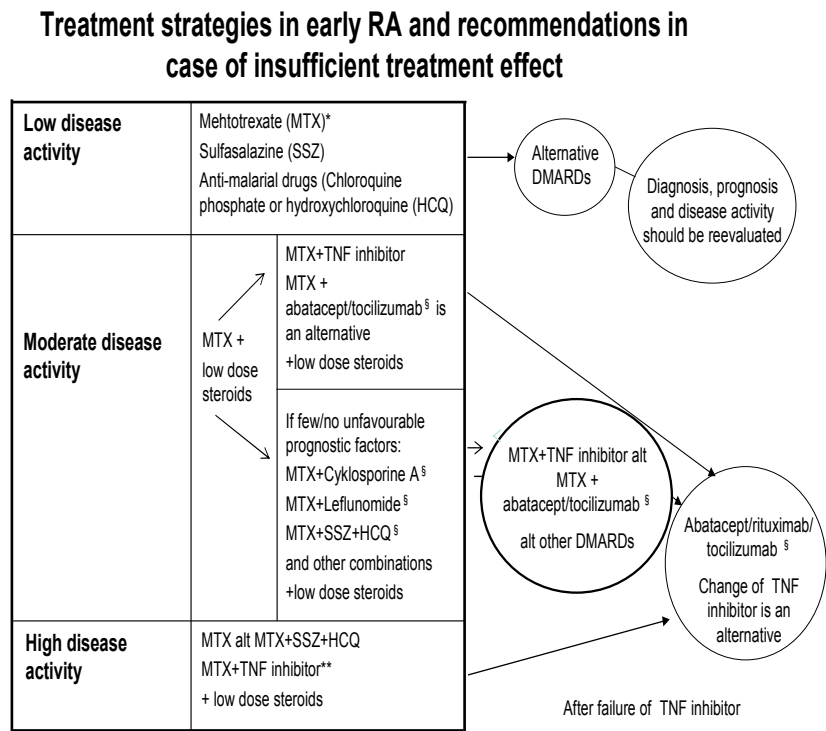 Treatment strategies in early RA and recommendations in
case of insufficient treatment effect
Low disease
activity
Mehtotrexate (MTX)*
Sulfasalazine (SSZ)
Anti-malarial drugs (Chloroquine
phosphate or hydroxychloroquine (HCQ)
Alternative
DMARDs
Diagnosis, prognosis
and disease activity
should be reevaluated
Moderate disease
activity
MTX +
low dose
steroids
MTX+TNF inhibitor
MTX +
abatacept/tocilizumab § is
an alternative
+low dose steroids
If few/no unfavourable
prognostic factors:
MTX+Cyklosporine A §
MTX+Leflunomide §
MTX+SSZ+HCQ §
and other combinations
+low dose steroids
MTX+TNF inhibitor alt
MTX +
abatacept/tocilizumab §
alt other DMARDs
Abatacept/rituximab/
tocilizumab §
Change of TNF
inhibitor is an
alternative
High disease
activity
MTX alt MTX+SSZ+HCQ
MTX+TNF inhibitor**
+ low dose steroids
After failure of TNF inhibitor